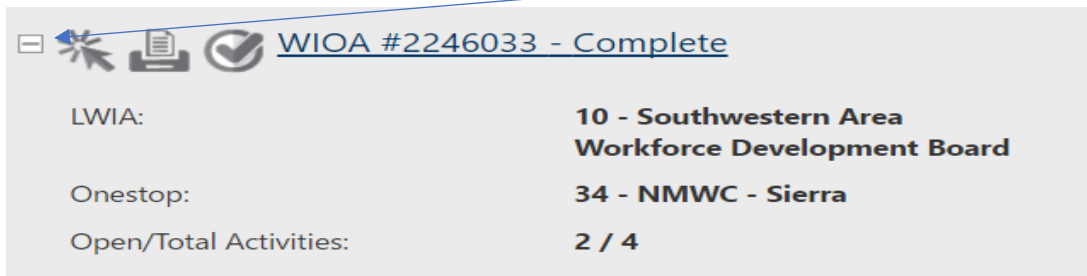 WIOA #2246033 - Complete
LWIA: 10 - Southwestern Area
Workforce Development Board
Onestop: 34 - NMWC - Sierra
Open/Total Activities: 2 / 4